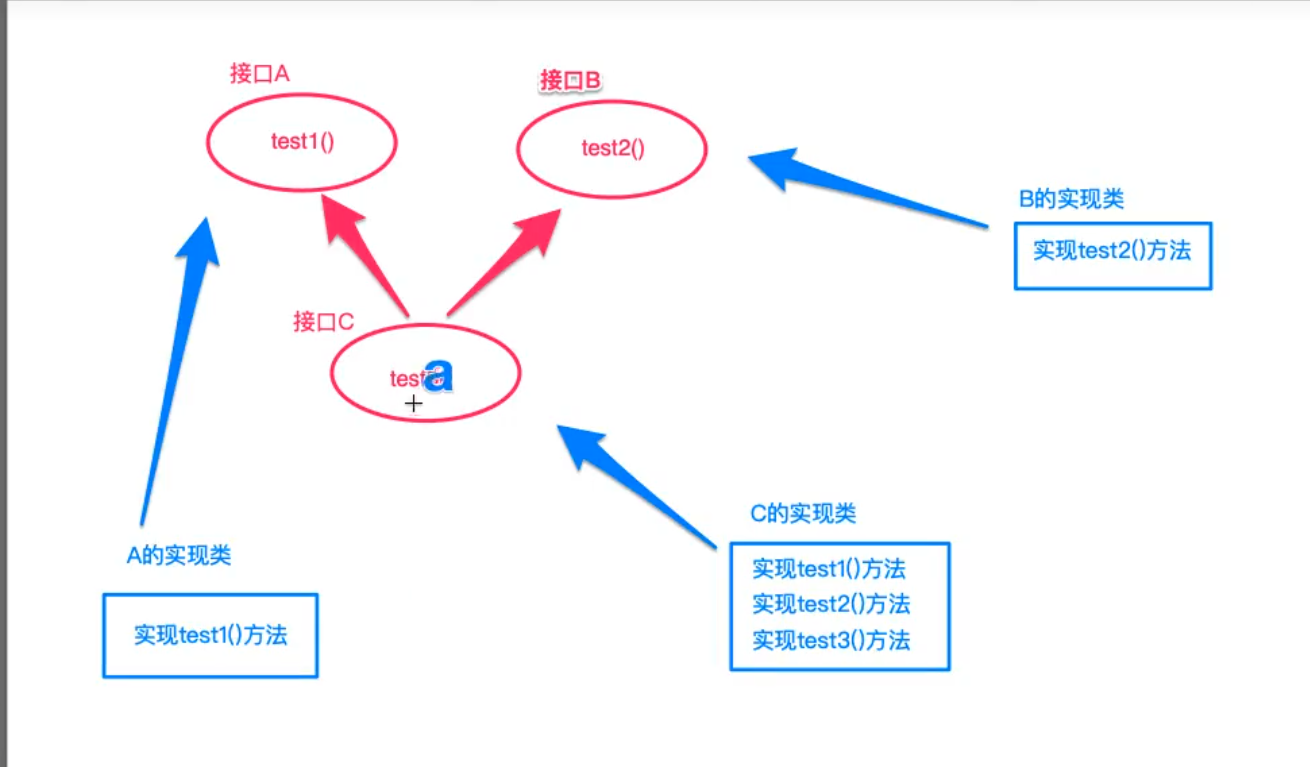 接口A
接口B
test1()
test2()
B的实现类
实现test2()方法
接口C
a
C的实现类
A的实现类
实现test1()方法
实现test2()方法
实现test3()方法
实现test1()方法